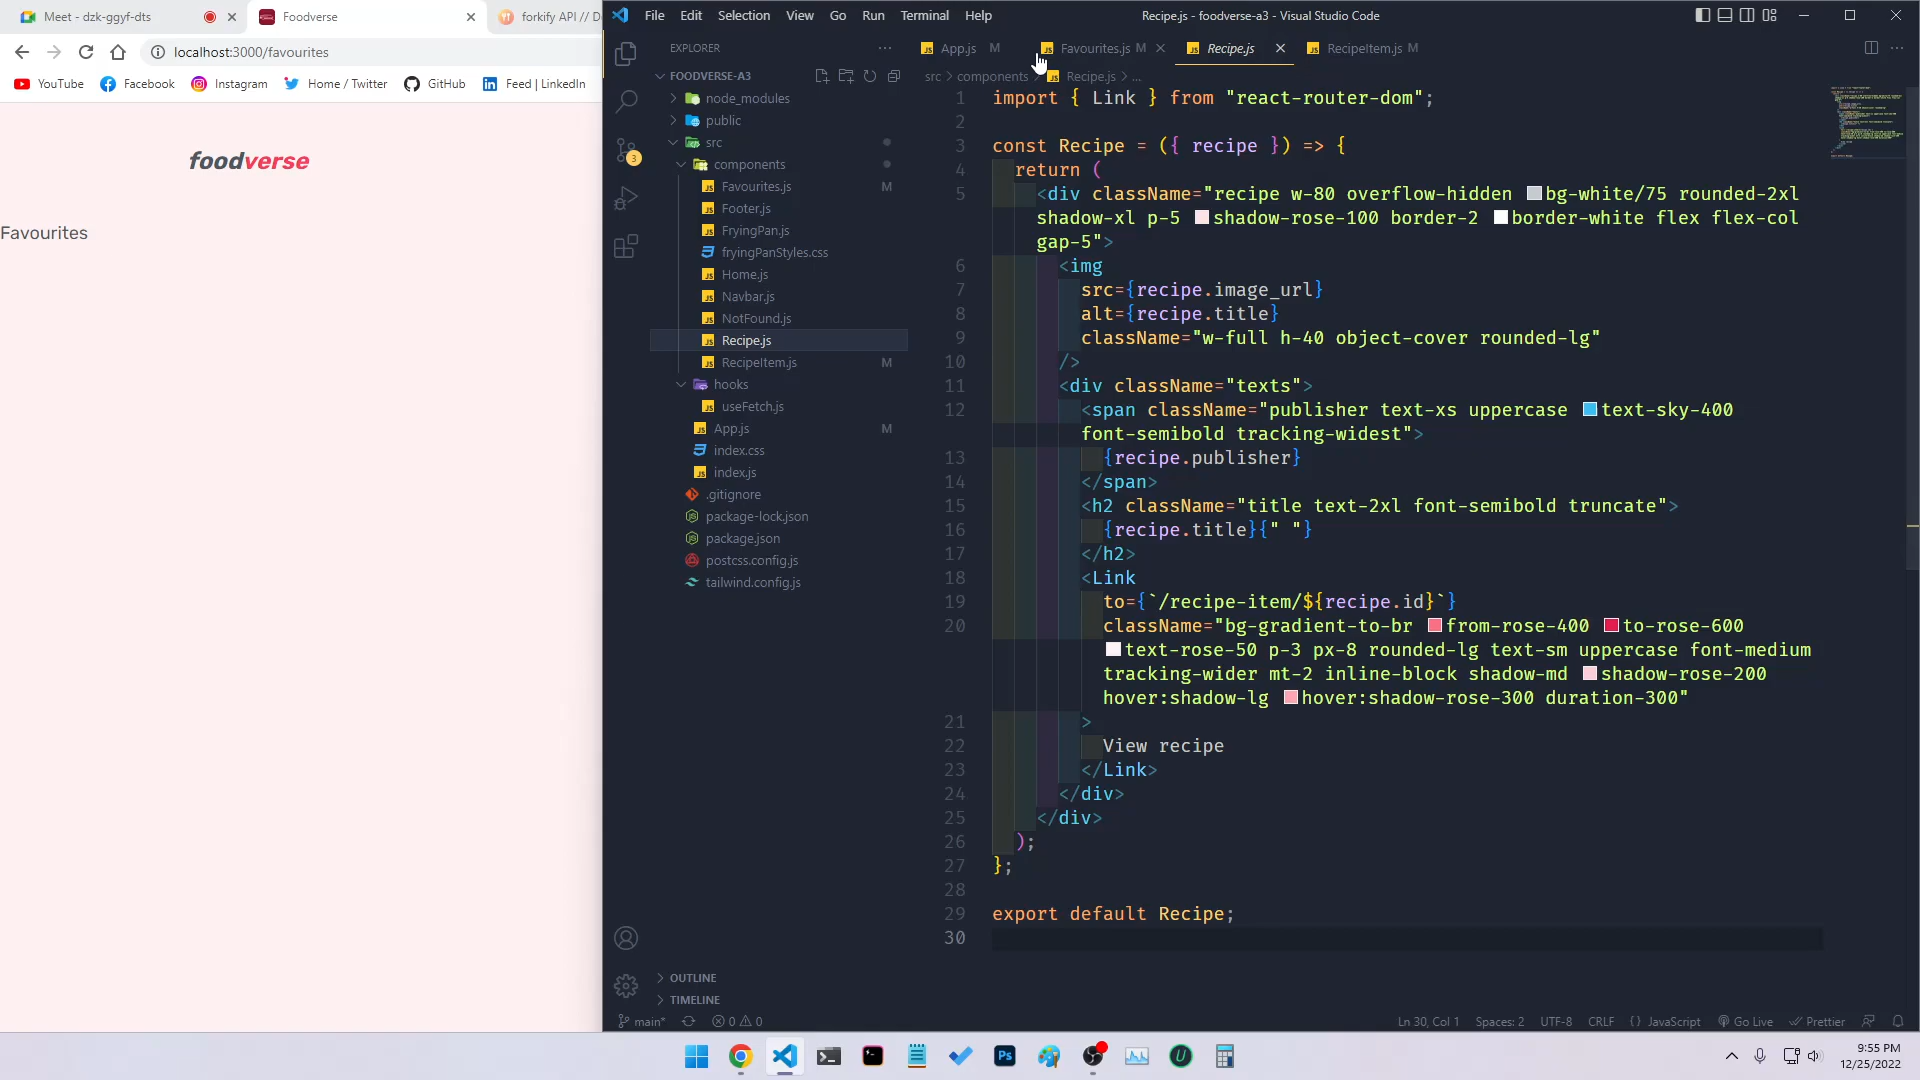 Meet - dzk-ggyf-dts
Foodverse
forkify API // D
localhost:3000/favourites
YouTube
Facebook
Instagram
Home / Twitter
GitHub
Feed | LinkedIn
foodverse
Favourites
File Edit Selection View Go Run Terminal Help
Recipe.js - foodverse-a3 - Visual Studio Code
EXPLORER
FOODVERSE-A3
node_modules
public
src
components
Favourites.js M
Footer.js
FryingPan.js
fryingPanStyles.css
Home.js
Navbar.js
NotFound.js
Recipe.js
RecipeItem.js M
hooks
useFetch.js
App.js M
index.css
index.js
.gitignore
package-lock.json
package.json
postcss.config.js
tailwind.config.js
OUTLINE
TIMELINE
3
App.js M
Favourites.js M
Recipe.js
RecipeItem.js M
src > components > Recipe.js > ...
1 import { Link } from "react-router-dom";
2
3 const Recipe = ({ recipe }) => {
4 return (
5 <div className="recipe w-80 overflow-hidden bg-white/75 rounded-2xl
shadow-xl p-5 shadow-rose-100 border-2 border-white flex flex-col
gap-5">
6 <img
7 src={recipe.image_url}
8 alt={recipe.title}
9 className="w-full h-40 object-cover rounded-lg"
10 />
11 <div className="texts">
12 <span className="publisher text-xs uppercase text-sky-400
font-semibold tracking-widest">
13 {recipe.publisher}
14 </span>
15 <h2 className="title text-2xl font-semibold truncate">
16 {recipe.title}{" "}
17 </h2>
18 <Link
19 to={`/recipe-item/${recipe.id}`}
20 className="bg-gradient-to-br from-rose-400 to-rose-600
text-rose-50 p-3 px-8 rounded-lg text-sm uppercase font-medium
tracking-wider mt-2 inline-block shadow-md shadow-rose-200
hover:shadow-lg hover:shadow-rose-300 duration-300"
21 >
22 View recipe
23 </Link>
24 </div>
25 </div>
26 );
27 };
28
29 export default Recipe;
30
main* 0 0
Ln 30, Col 1 Spaces: 2 UTF-8 CRLF {} JavaScript Go Live Prettier
Ps
9:55 PM
12/25/2022